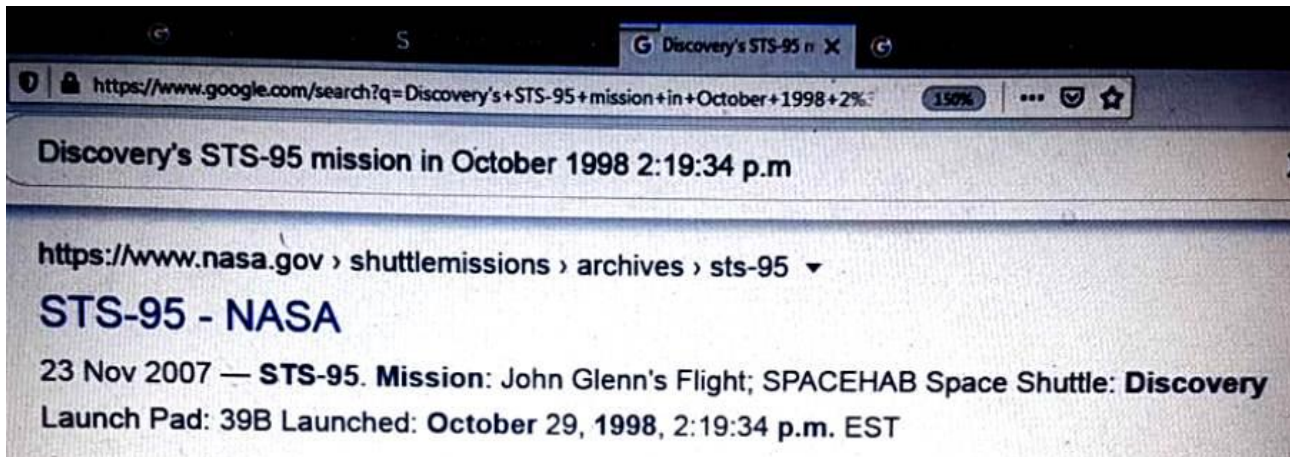 G S G Discovery's STS-95 n G
https://www.google.com/search?q=Discovery's+STS-95+mission+in+October+1998+2%: 150%
Discovery's STS-95 mission in October 1998 2:19:34 p.m
https://www.nasa.gov › shuttlemissions › archives › sts-95
STS-95 - NASA
23 Nov 2007 — STS-95. Mission: John Glenn's Flight; SPACEHAB Space Shuttle: Discovery
Launch Pad: 39B Launched: October 29, 1998, 2:19:34 p.m. EST